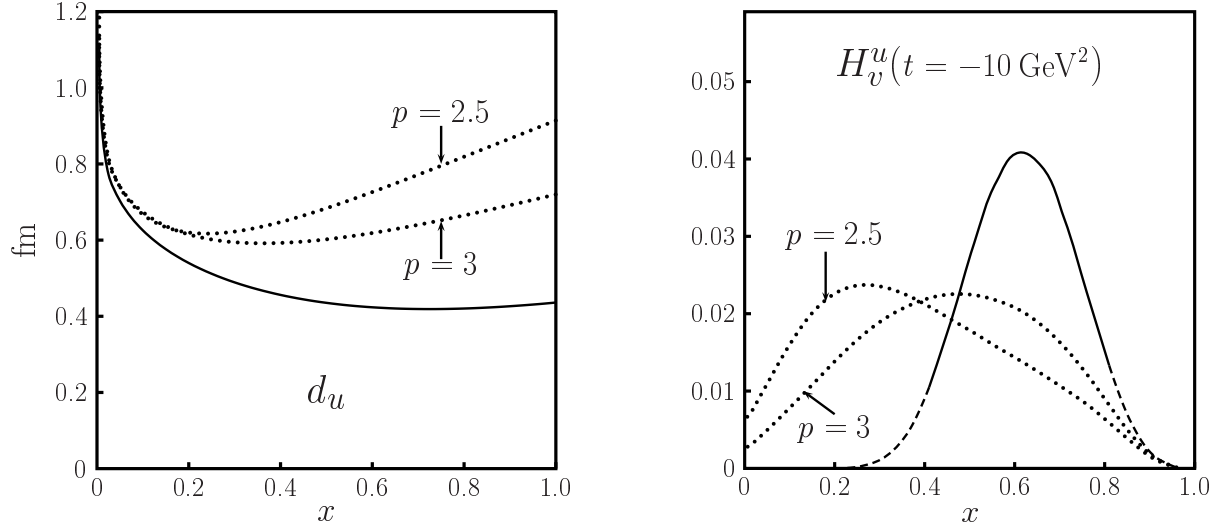 1.2
1.0
0.8
0.6
0.4
0.2
0
fm
p = 2.5
p = 3
d_u
0 0.2 0.4 0.6 0.8 1.0
x
H_v^u(t = −10 GeV²)
0.05
0.04
0.03
0.02
0.01
0
p = 2.5
p = 3
0 0.2 0.4 0.6 0.8 1.0
x